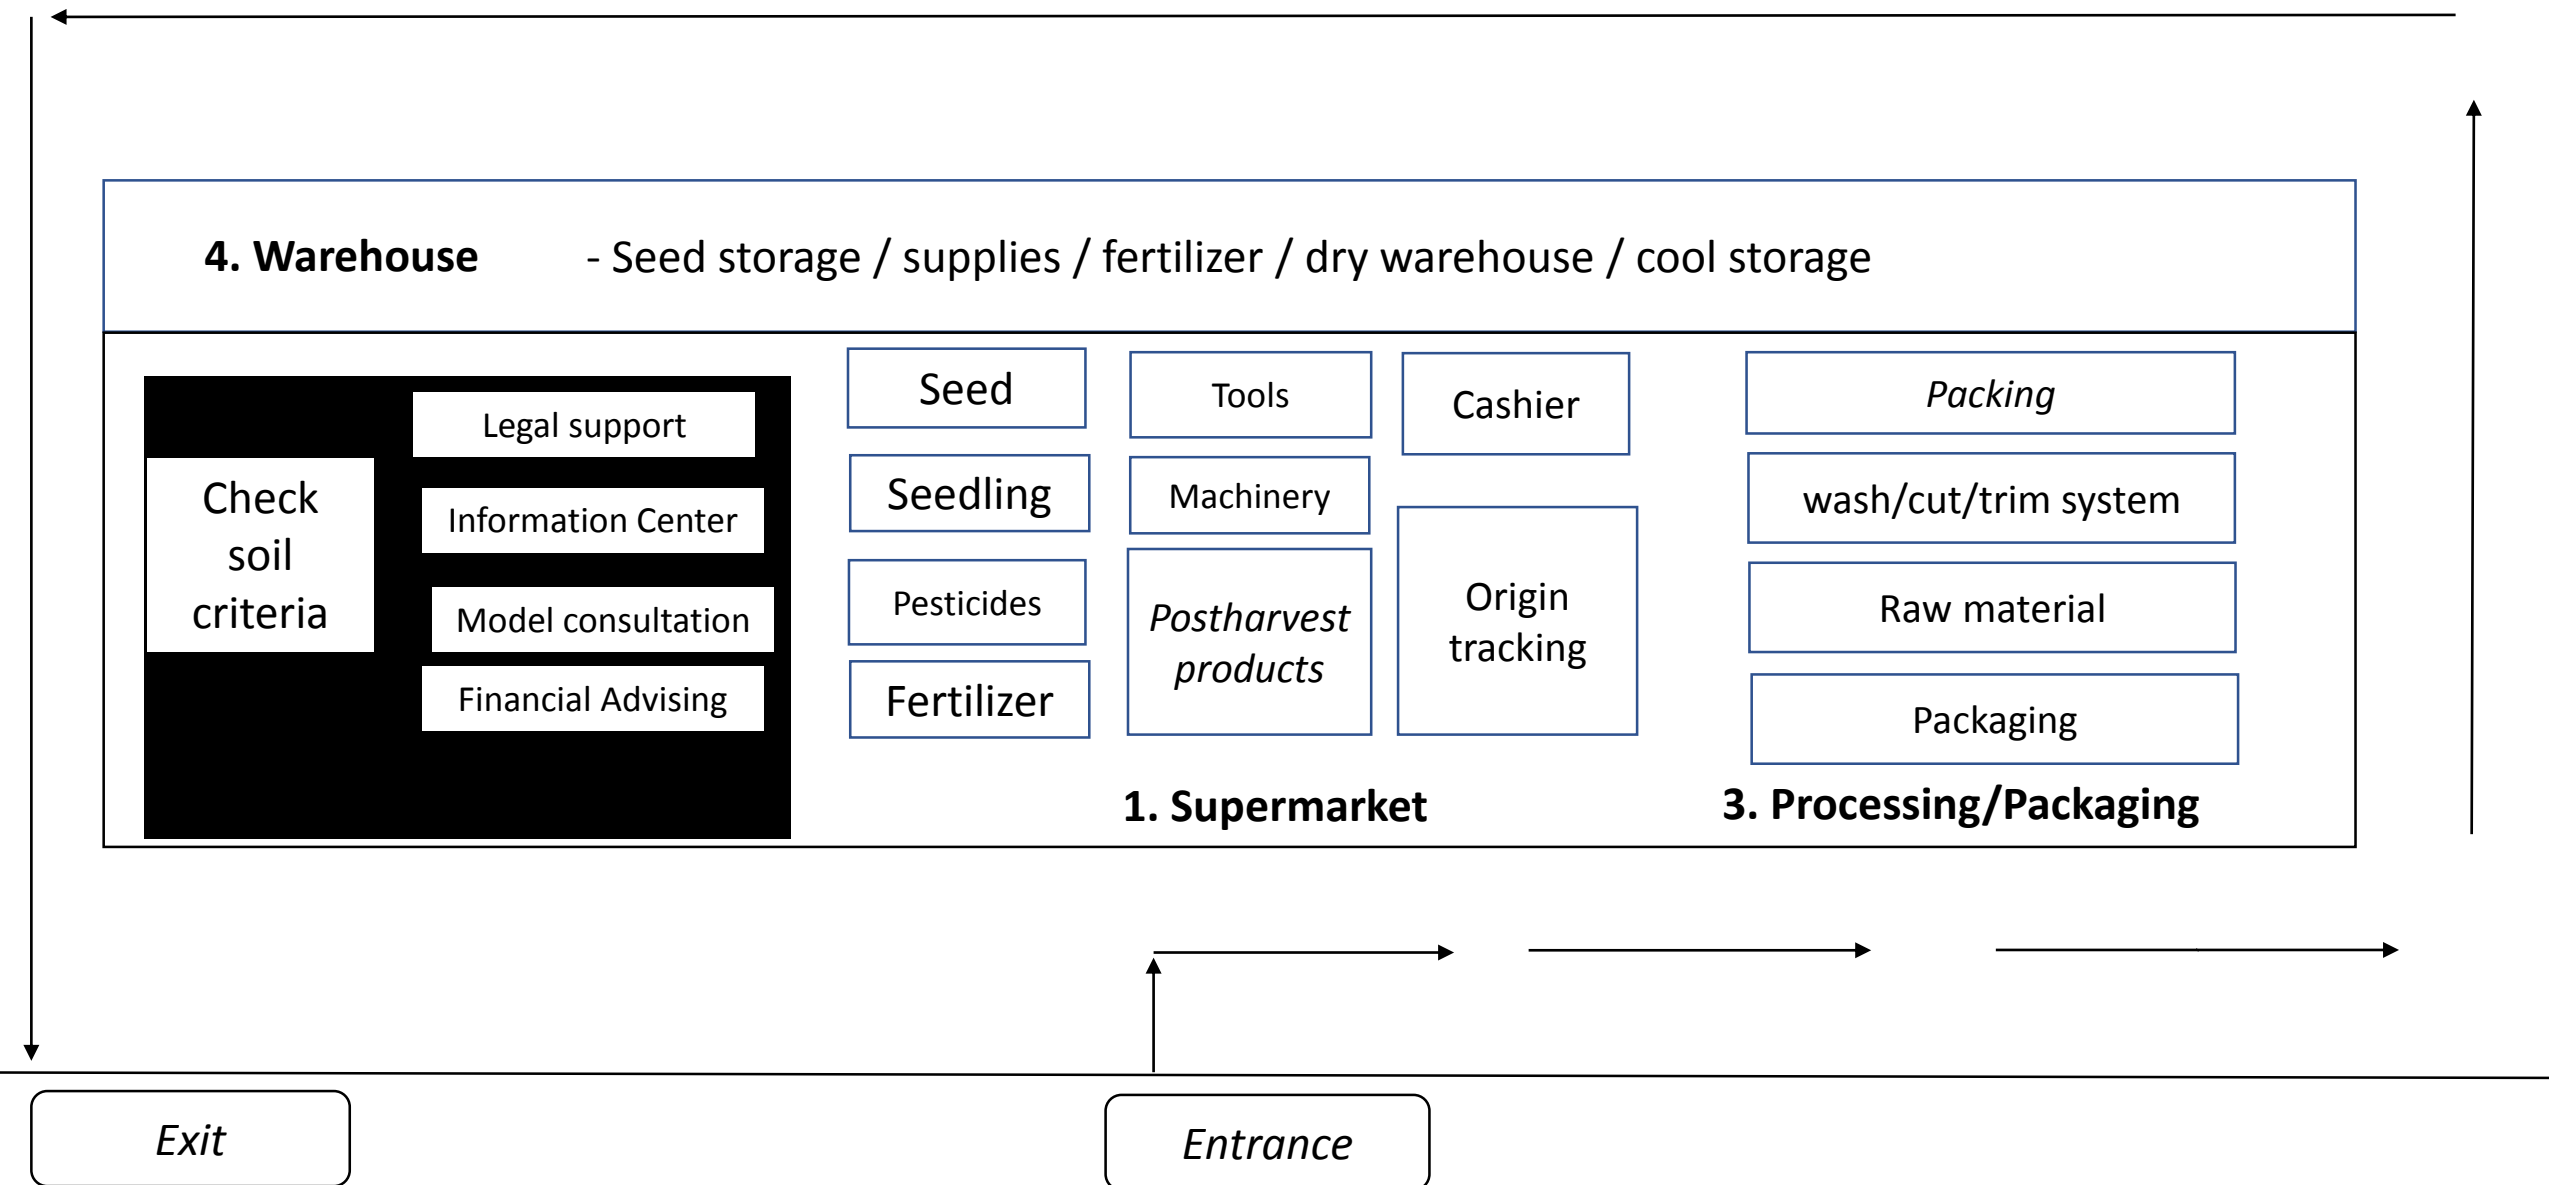 4. Warehouse - Seed storage / supplies / fertilizer / dry warehouse / cool storage
Check
soil
criteria
Legal support
Information Center
Model consultation
Financial Advising
Seed
Seedling
Pesticides
Fertilizer
Tools
Machinery
Postharvest
products
Cashier
Origin
tracking
1. Supermarket
Packing
wash/cut/trim system
Raw material
Packaging
3. Processing/Packaging
Exit
Entrance